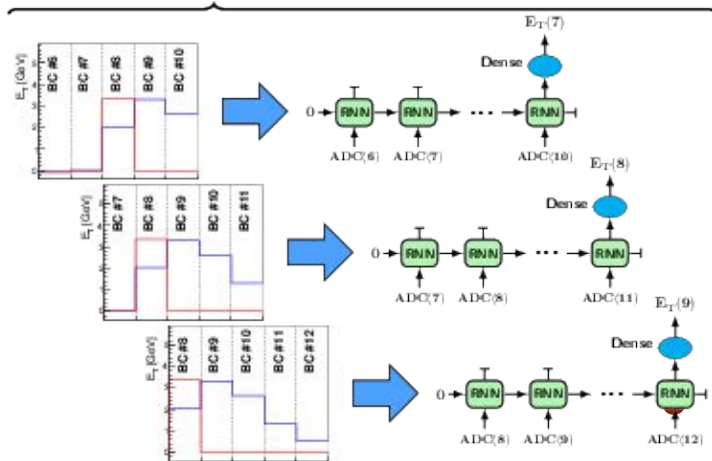 BC #6 BC #7 BC #8 BC #9 BC #10
E_T [GeV]
E_T(7)
Dense
0 RNN RNN ... RNN
ADC(6) ADC(7) ADC(10)
BC #7 BC #8 BC #9 BC #10 BC #11
E_T [GeV]
E_T(8)
Dense
0 RNN RNN ... RNN
ADC(7) ADC(8) ADC(11)
BC #8 BC #9 BC #10 BC #11 BC #12
E_T [GeV]
E_T(9)
Dense
0 RNN RNN ... RNN
ADC(8) ADC(9) ADC(12)